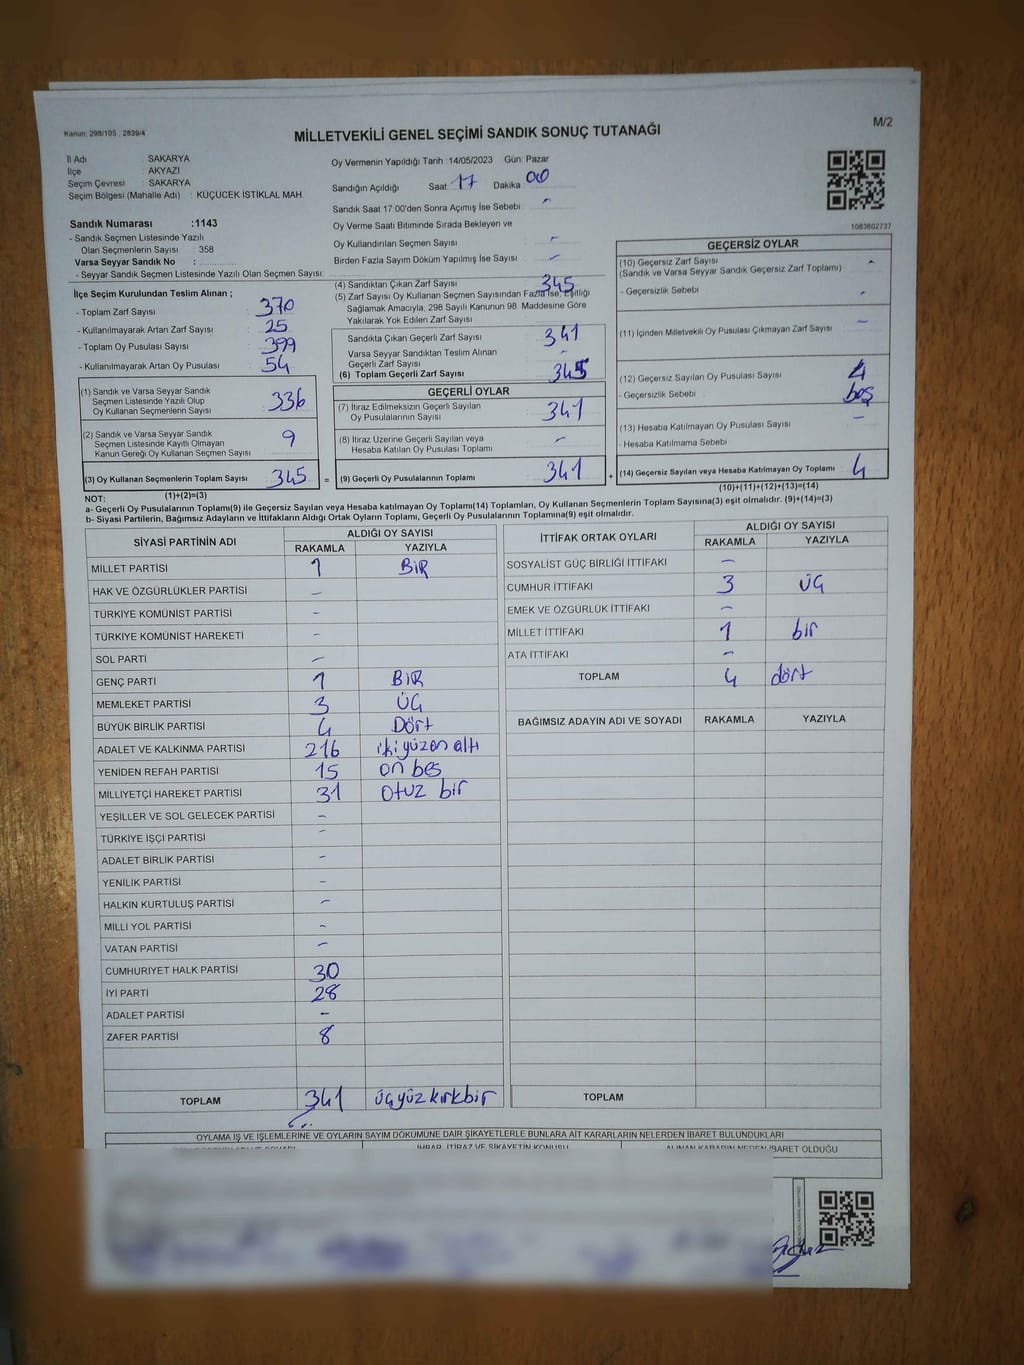 Kanun: 298/105, 2839/4
M/2
MİLLETVEKİLİ GENEL SEÇİMİ SANDIK SONUÇ TUTANAĞI
İl Adı : SAKARYA
İlçe : AKYAZI
Seçim Çevresi : SAKARYA
Seçim Bölgesi (Mahalle Adı) : KÜÇÜCEK İSTİKLAL MAH.
Sandık Numarası :1143
- Sandık Seçmen Listesinde Yazılı
Olan Seçmenlerin Sayısı : 358
Varsa Seyyar Sandık No :
- Seyyar Sandık Seçmen Listesinde Yazılı Olan Seçmen Sayısı:
İlçe Seçim Kurulundan Teslim Alınan ;
- Toplam Zarf Sayısı : 370
- Kullanılmayarak Artan Zarf Sayısı : 25
- Toplam Oy Pusulası Sayısı : 399
- Kullanılmayarak Artan Oy Pusulası : 54
(1) Sandık ve Varsa Seyyar Sandık
Seçmen Listesinde Yazılı Olup
Oy Kullanan Seçmenlerin Sayısı 336
(2) Sandık ve Varsa Seyyar Sandık
Seçmen Listesinde Kayıtlı Olmayan
Kanun Gereği Oy Kullanan Seçmen Sayısı 9
(3) Oy Kullanan Seçmenlerin Toplam Sayısı 345
(1)+(2)=(3)
Oy Vermenin Yapıldığı Tarih :14/05/2023 Gün: Pazar
Sandığın Açıldığı Saat 17 Dakika 00
Sandık Saat 17:00'den Sonra Açımış İse Sebebi -
Oy Verme Saati Bitiminde Sırada Bekleyen ve
Oy Kullandırılan Seçmen Sayısı -
Birden Fazla Sayım Döküm Yapılmış İse Sayısı -
(4) Sandıktan Çıkan Zarf Sayısı 345
(5) Zarf Sayısı Oy Kullanan Seçmen Sayısından Fazla İse, Eşitliği
Sağlamak Amacıyla, 298 Sayılı Kanunun 98. Maddesine Göre
Yakılarak Yok Edilen Zarf Sayısı
Sandıkta Çıkan Geçerli Zarf Sayısı 341
Varsa Seyyar Sandıktan Teslim Alınan
Geçerli Zarf Sayısı -
(6) Toplam Geçerli Zarf Sayısı 345
GEÇERLİ OYLAR
(7) İtiraz Edilmeksizin Geçerli Sayılan
Oy Pusulalarının Sayısı 341
(8) İtiraz Üzerine Geçerli Sayılan veya
Hesaba Katılan Oy Pusulası Toplamı -
= (9) Geçerli Oy Pusulalarının Toplamı 341 +
1083602737
GEÇERSİZ OYLAR
(10) Geçersiz Zarf Sayısı -
(Sandık ve Varsa Seyyar Sandık Geçersiz Zarf Toplamı)
- Geçersizlik Sebebi -
(11) İçinden Milletvekili Oy Pusulası Çıkmayan Zarf Sayısı -
(12) Geçersiz Sayılan Oy Pusulası Sayısı 4
- Geçersizlik Sebebi boş
(13) Hesaba Katılmayan Oy Pusulası Sayısı -
- Hesaba Katılmama Sebebi
(14) Geçersiz Sayılan veya Hesaba Katılmayan Oy Toplamı 4
(10)+(11)+(12)+(13)=(14)
NOT:
a- Geçerli Oy Pusulalarının Toplamı(9) ile Geçersiz Sayılan veya Hesaba Katılmayan Oy Toplamı(14) Toplamları, Oy Kullanan Seçmenlerin Toplam Sayısına(3) eşit olmalıdır. (9)+(14)=(3)
b- Siyasi Partilerin, Bağımsız Adayların ve İttifakların Aldığı Ortak Oyların Toplamı, Geçerli Oy Pusulalarının Toplamına(9) eşit olmalıdır.
SİYASİ PARTİNİN ADI ALDIĞI OY SAYISI
RAKAMLA YAZIYLA
MİLLET PARTİSİ 1 BİR
HAK VE ÖZGÜRLÜKLER PARTİSİ -
TÜRKİYE KOMÜNİST PARTİSİ -
TÜRKİYE KOMÜNİST HAREKETİ -
SOL PARTİ -
GENÇ PARTİ 1 BİR
MEMLEKET PARTİSİ 3 ÜÇ
BÜYÜK BİRLİK PARTİSİ 4 Dört
ADALET VE KALKINMA PARTİSİ 216 iki yüzon altı
YENİDEN REFAH PARTİSİ 15 on beş
MİLLİYETÇİ HAREKET PARTİSİ 31 otuz bir
YEŞİLLER VE SOL GELECEK PARTİSİ -
TÜRKİYE İŞÇİ PARTİSİ -
ADALET BİRLİK PARTİSİ -
YENİLİK PARTİSİ -
HALKIN KURTULUŞ PARTİSİ -
MİLLİ YOL PARTİSİ -
VATAN PARTİSİ -
CUMHURİYET HALK PARTİSİ 30
İYİ PARTİ 28
ADALET PARTİSİ -
ZAFER PARTİSİ 8
TOPLAM 341 üçyüzkırkbir
İTTİFAK ORTAK OYLARI ALDIĞI OY SAYISI
RAKAMLA YAZIYLA
SOSYALİST GÜÇ BİRLİĞİ İTTİFAKI -
CUMHUR İTTİFAKI 3 ÜÇ
EMEK VE ÖZGÜRLÜK İTTİFAKI -
MİLLET İTTİFAKI 1 bir
ATA İTTİFAKI -
TOPLAM 4 dört
BAĞIMSIZ ADAYIN ADI VE SOYADI RAKAMLA YAZIYLA
TOPLAM
OYLAMA İŞ VE İŞLEMLERİNE VE OYLARIN SAYIM DÖKÜMÜNE DAİR ŞİKAYETLERLE BUNLARA AİT KARARLARIN NELERDEN İBARET BULUNDUKLARI
İHBAR, İTİRAZ VE ŞİKAYETİN KONUSU
ALINAN KARARIN NEDEN İBARET OLDUĞU